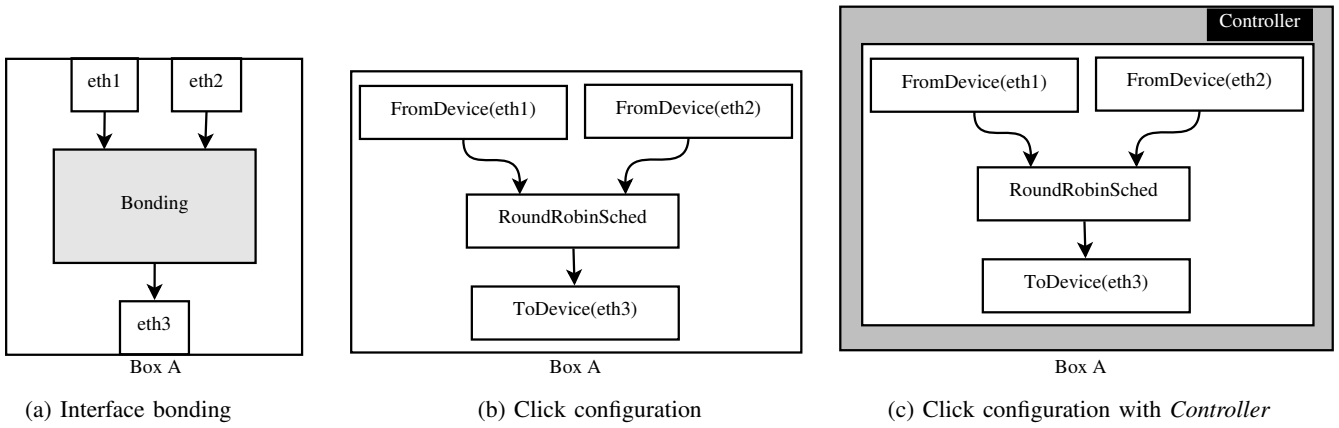 eth1
eth2
Bonding
eth3
Box A
(a) Interface bonding
FromDevice(eth1)
FromDevice(eth2)
RoundRobinSched
ToDevice(eth3)
Box A
(b) Click configuration
Controller
FromDevice(eth1)
FromDevice(eth2)
RoundRobinSched
ToDevice(eth3)
Box A
(c) Click configuration with Controller